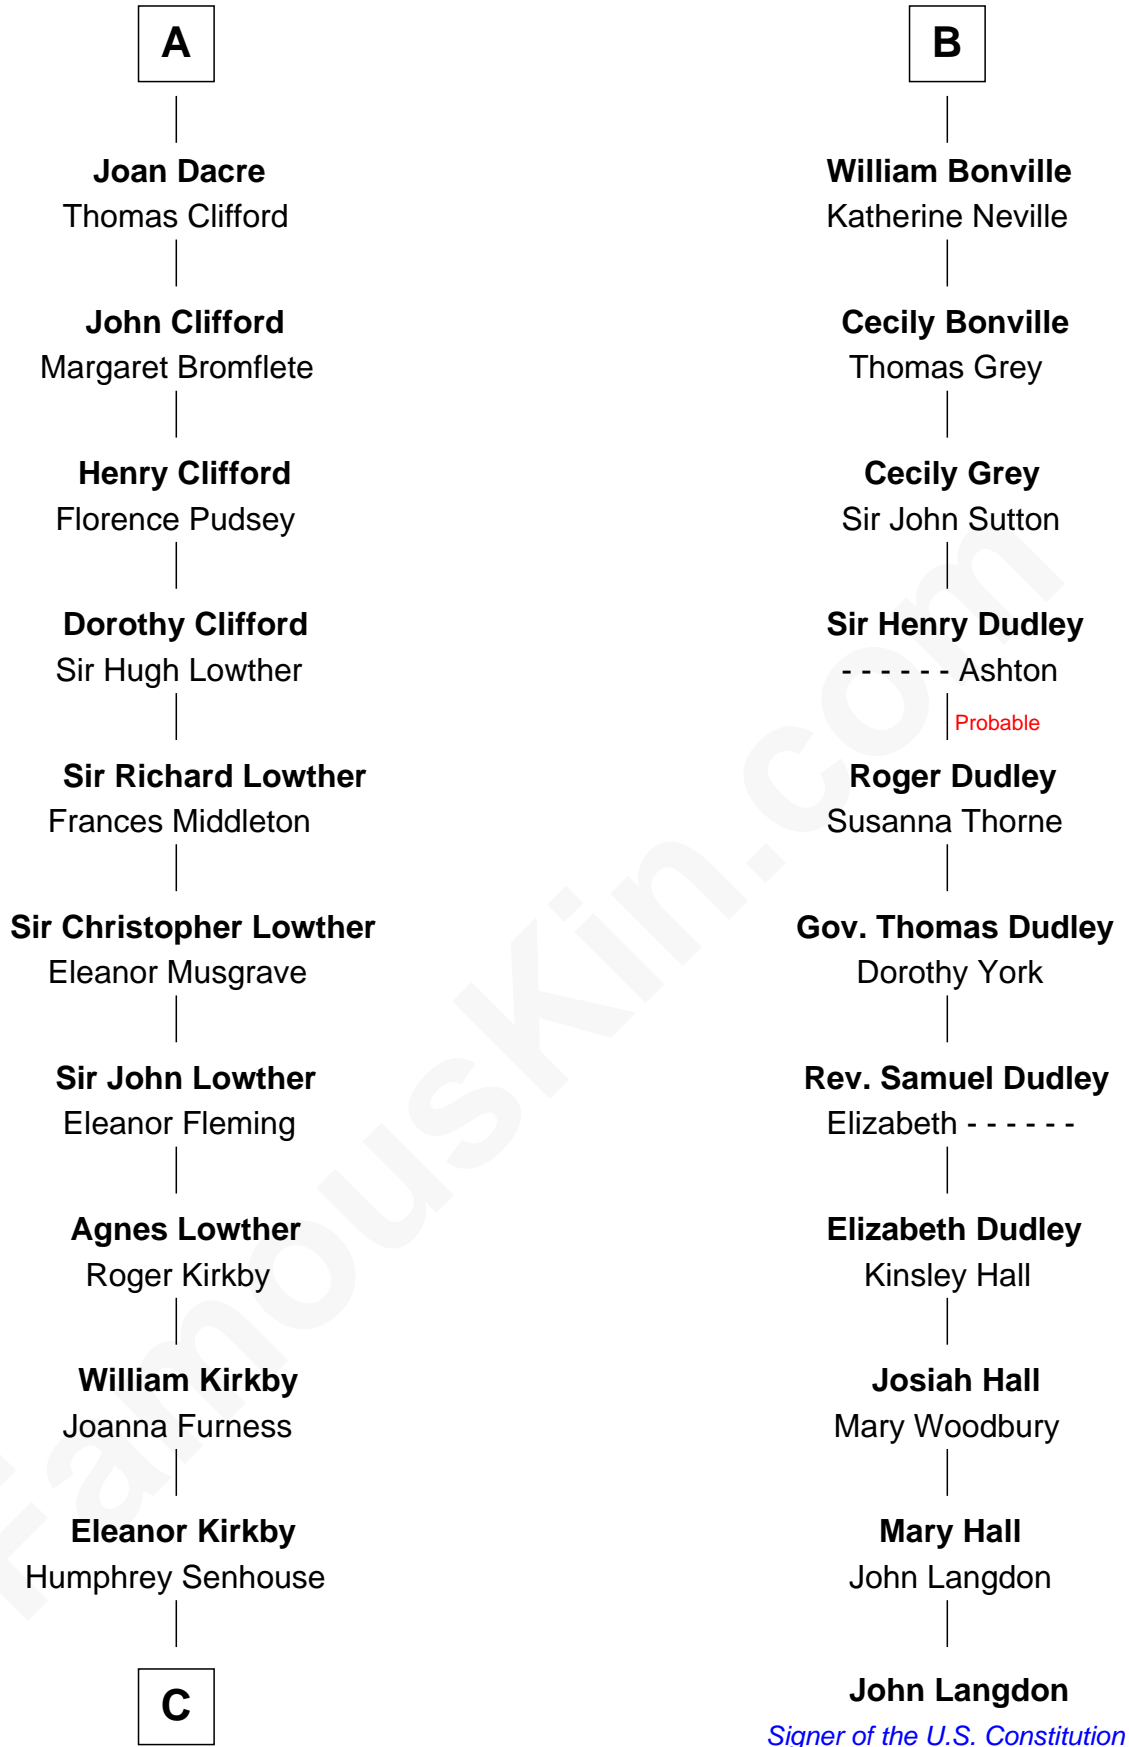 A
Joan Dacre
Thomas Clifford
John Clifford
Margaret Bromflete
Henry Clifford
Florence Pudsey
Dorothy Clifford
Sir Hugh Lowther
Sir Richard Lowther
Frances Middleton
Sir Christopher Lowther
Eleanor Musgrave
Sir John Lowther
Eleanor Fleming
Agnes Lowther
Roger Kirkby
William Kirkby
Joanna Furness
Eleanor Kirkby
Humphrey Senhouse
C
B
William Bonville
Katherine Neville
Cecily Bonville
Thomas Grey
Cecily Grey
Sir John Sutton
Sir Henry Dudley
- - - - - - Ashton
Probable
Roger Dudley
Susanna Thorne
Gov. Thomas Dudley
Dorothy York
Rev. Samuel Dudley
Elizabeth - - - - - -
Elizabeth Dudley
Kinsley Hall
Josiah Hall
Mary Woodbury
Mary Hall
John Langdon
John Langdon
Signer of the U.S. Constitution
FamousKin.com